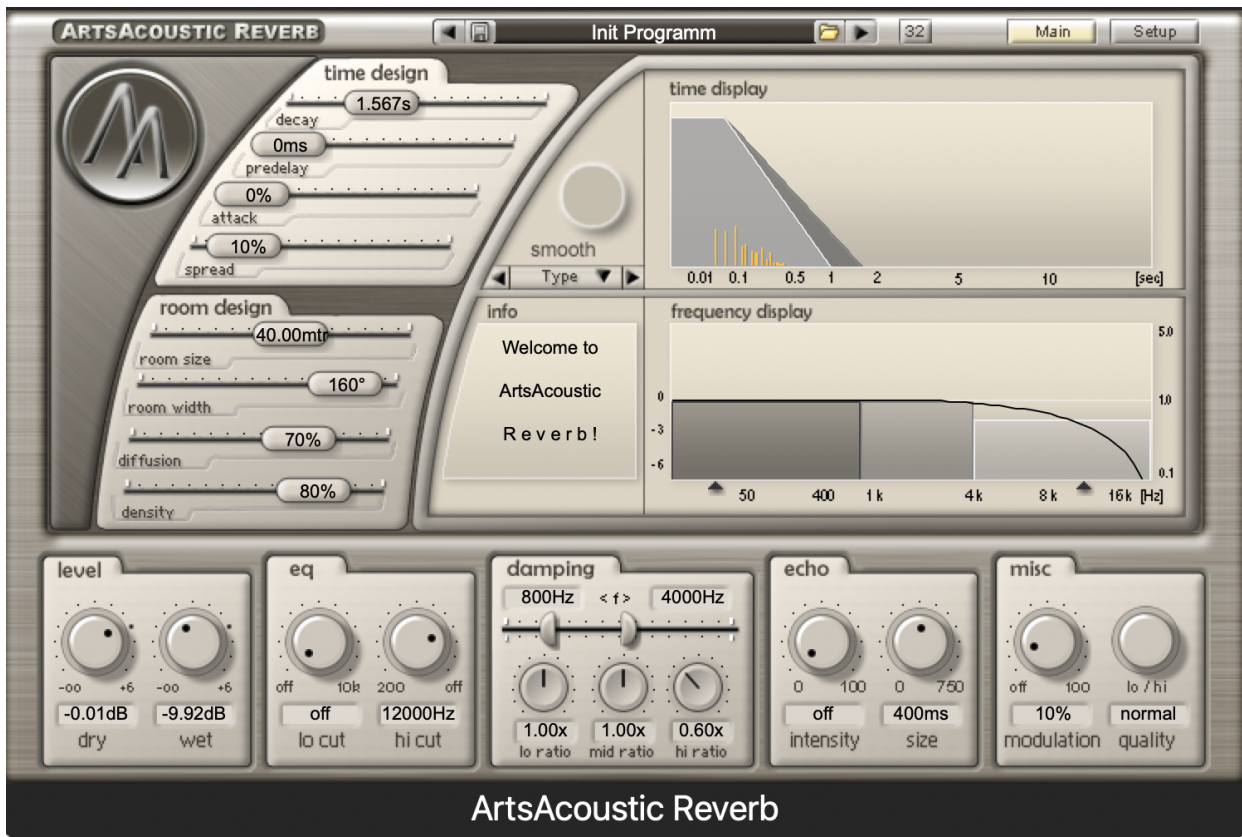 ARTSACOUSTIC REVERB
Init Programm
32
Main
Setup
time design
1.567s
decay
0ms
predelay
0%
attack
10%
spread
smooth
Type
time display
0.01 0.1 0.5 1 2 5 10 [sec]
room design
40.00mtr
room size
160°
room width
70%
diffusion
80%
density
info
Welcome to
ArtsAcoustic
Reverb!
frequency display
5.0
0 1.0
-3
-6 0.1
50 400 1k 4k 8k 16k [Hz]
level
-oo +6 -oo +6
-0.01dB -9.92dB
dry wet
eq
off 10k 200 off
off 12000Hz
lo cut hi cut
damping
800Hz < f > 4000Hz
1.00x 1.00x 0.60x
lo ratio mid ratio hi ratio
echo
0 100 0 750
off 400ms
intensity size
misc
off 100 lo / hi
10% normal
modulation quality
ArtsAcoustic Reverb